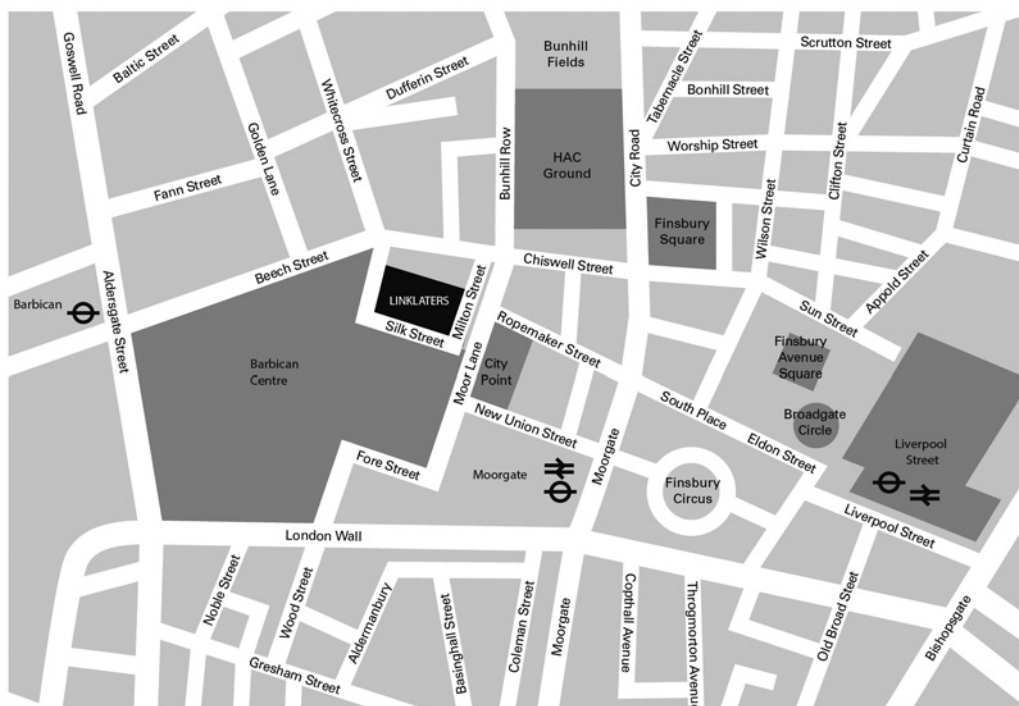 Goswell Road
Baltic Street
Whitecross Street
Dufferin Street
Bunhill
Fields
Tabernacle Street
Scrutton Street
Bonhill Street
Curtain Road
Golden Lane
Bunhill Row
HAC
Ground
City Road
Worship Street
Clifton Street
Fann Street
Wilson Street
Finsbury
Square
Beech Street
Chiswell Street
Appold Street
Barbican
Aldersgate Street
LINKLATERS
Milton Street
Silk Street
Ropemaker Street
Sun Street
Barbican
Centre
Moor Lane
City
Point
Finsbury
Avenue
Square
South Place
Broadgate
Circle
New Union Street
Eldon Street
Liverpool
Street
Fore Street
Moorgate
Moorgate
Finsbury
Circus
Liverpool Street
London Wall
Noble Street
Wood Street
Aldermanbury
Basinghall Street
Coleman Street
Moorgate
Copthall Avenue
Throgmorton Avenue
Old Broad Steet
Bishopsgate
Gresham Street